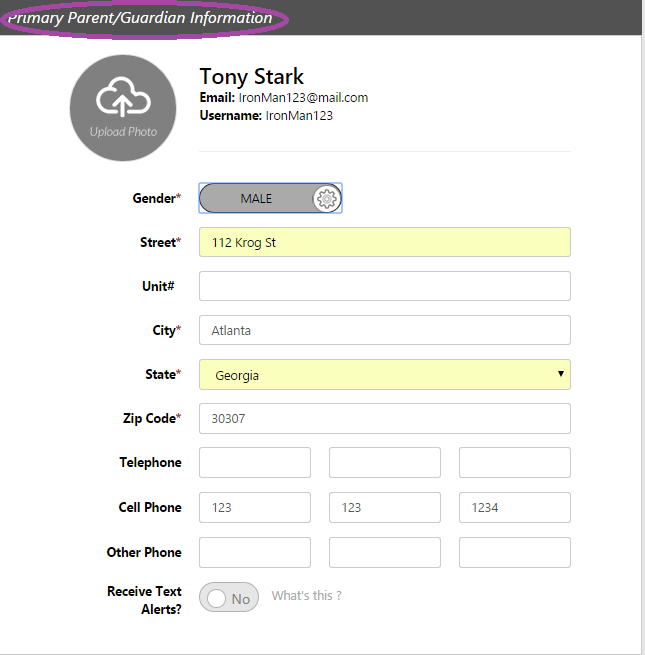 Primary Parent/Guardian Information
Tony Stark
Email: IronMan123@mail.com
Username: IronMan123
Upload Photo
Gender* MALE
Street* 112 Krog St
Unit#
City* Atlanta
State* Georgia
Zip Code* 30307
Telephone
Cell Phone 123 123 1234
Other Phone
Receive Text
Alerts? No What's this ?